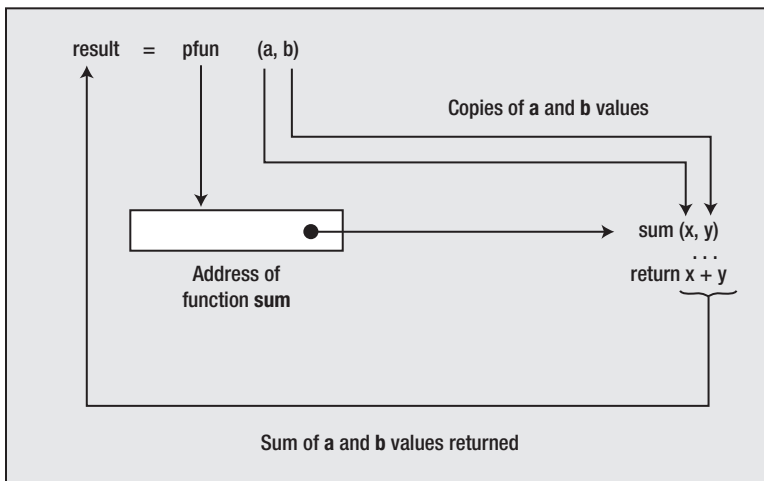 result = pfun (a, b)
Copies of a and b values
sum (x, y)
. . .
return x + y
Address of
function sum
Sum of a and b values returned